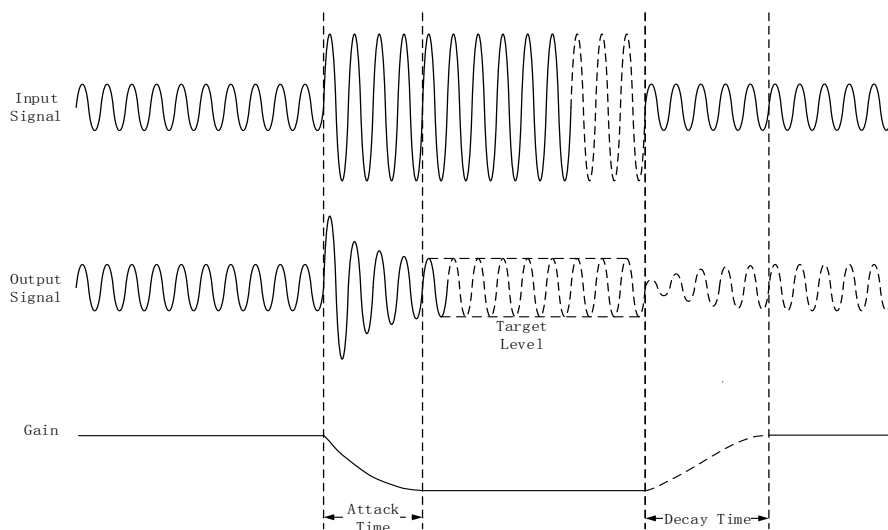 Input
Signal
Output
Signal
Target
Level
Gain
Attack
Time
Decay Time